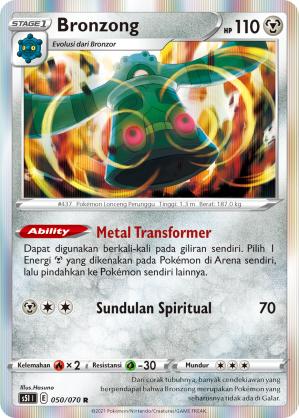 STAGE 1 Bronzong HP 110
Evolusi dari Bronzor
#437 Pokémon Lonceng Perunggu Tinggi: 1.3 m Berat: 187.0 kg
Ability Metal Transformer
Dapat digunakan berkali-kali pada giliran sendiri. Pilih 1
Energi yang dikenakan pada Pokémon di Arena sendiri,
lalu pindahkan ke Pokémon sendiri lainnya.
Sundulan Spiritual 70
Kelemahan × 2 Resistansi -30 Mundur
Illus. Hasuno
s5I I E 050/070 R
Dari corak tubuhnya, banyak cendekiawan
berpendapat bahwa Bronzong merupakan
makhluk yang sejatinya tidak ada di Galar.
©2021 Pokémon/Nintendo/Creatures/GAME FREAK